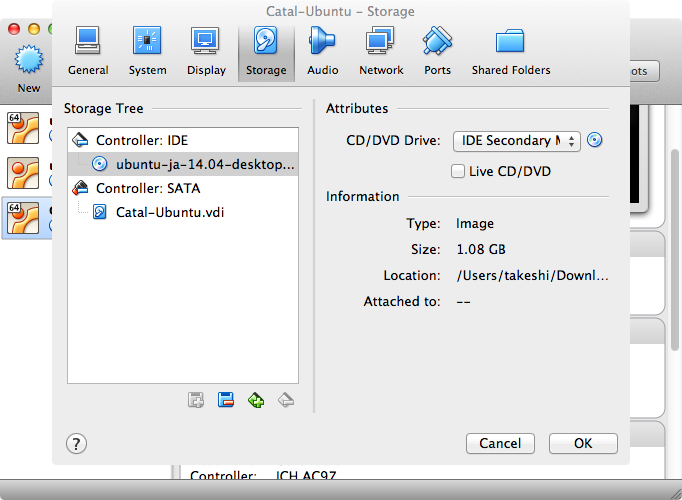 Catal-Ubuntu – Storage
General
System
Display
Storage
Audio
Network
Ports
Shared Folders
New
Storage Tree
Attributes
Controller: IDE
CD/DVD Drive:
IDE Secondary M
ubuntu-ja-14.04-desktop...
Live CD/DVD
Controller: SATA
Information
Catal-Ubuntu.vdi
Type:
Image
Size:
1.08 GB
Location:
/Users/takeshi/Downl...
Attached to:
--
64
64
?
Cancel
OK
Controller:
ICH AC97